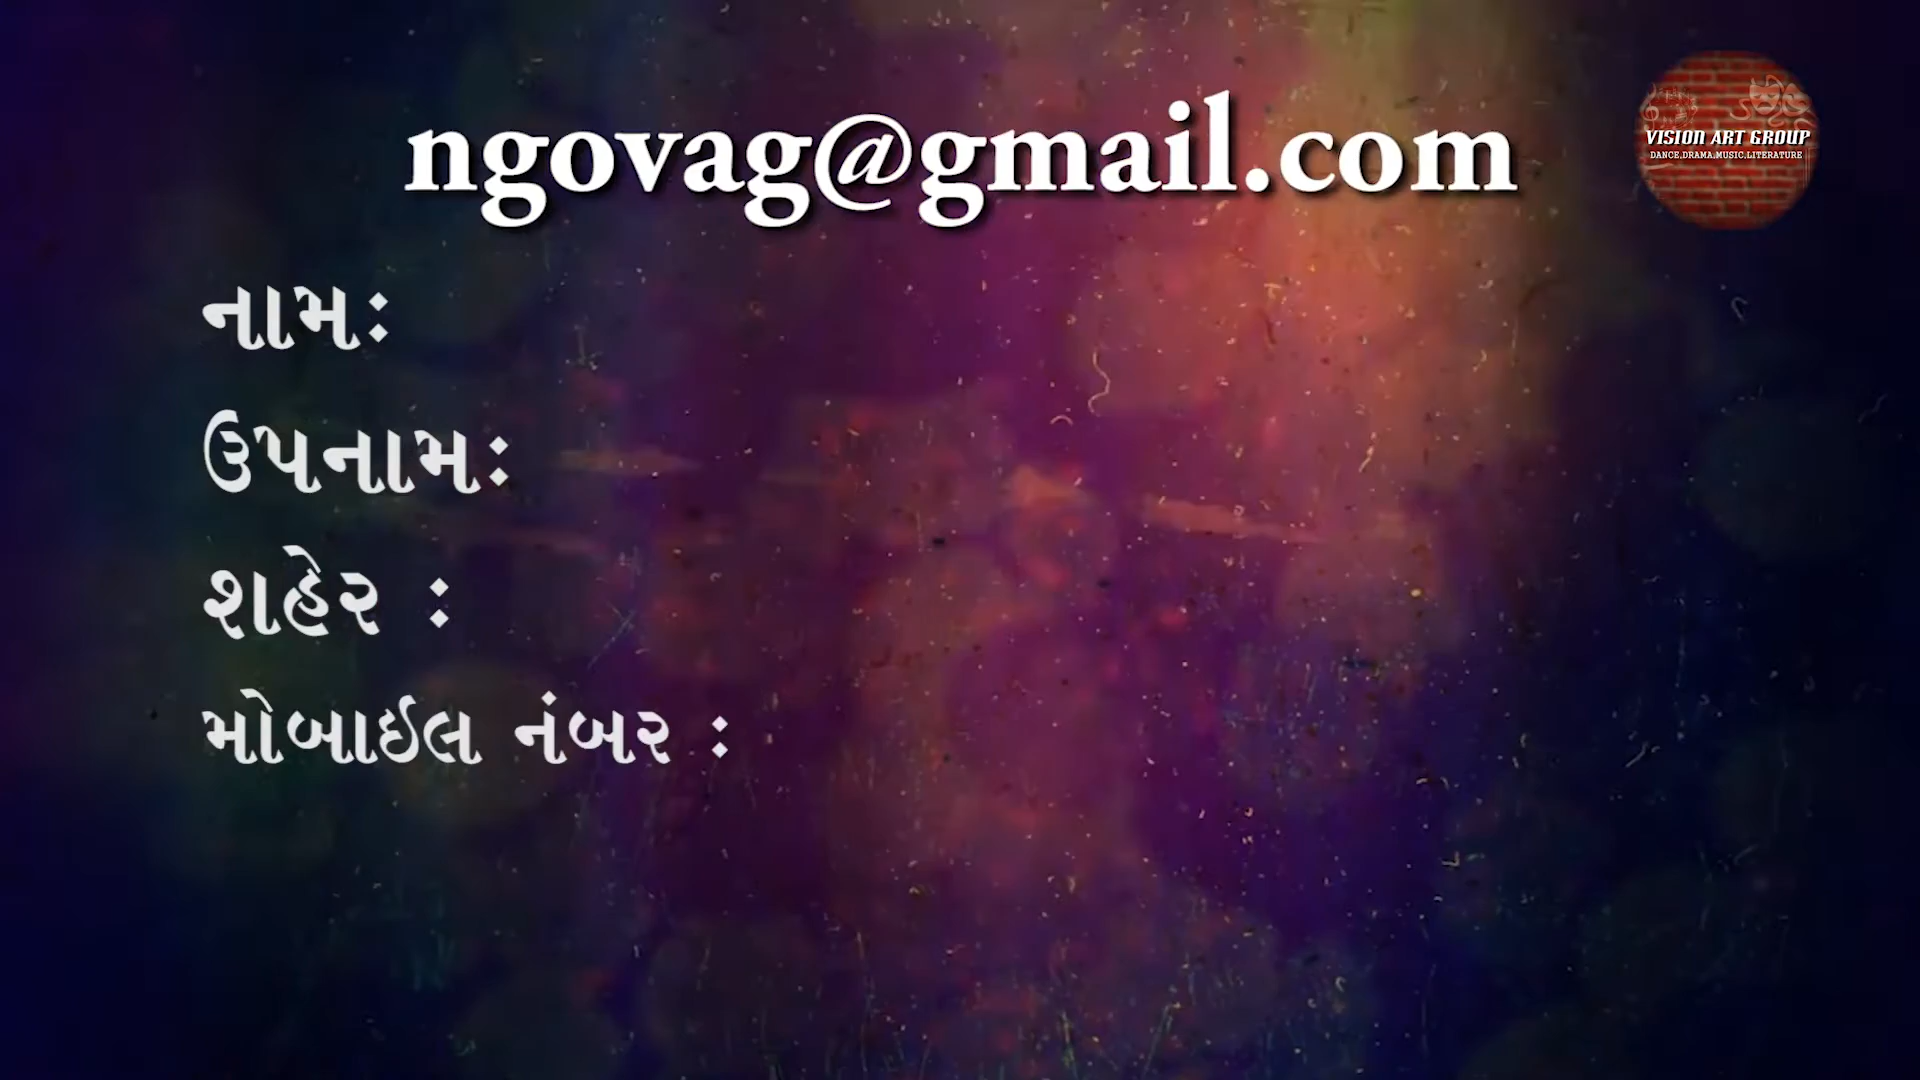 ngovag@gmail.com
VISION ART GROUP
DANCE,DRAMA,MUSIC,LITERATURE
નામઃ
ઉપનામઃ
શહેર :
મોબાઈલ નંબર :